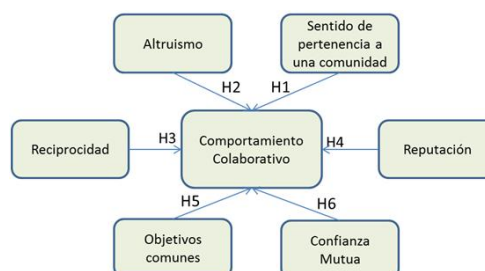 Altruismo
Sentido de
pertenencia a
una comunidad
H2
H1
Reciprocidad
H3
Comportamiento
Colaborativo
H4
Reputación
H5
H6
Objetivos
comunes
Confianza
Mutua